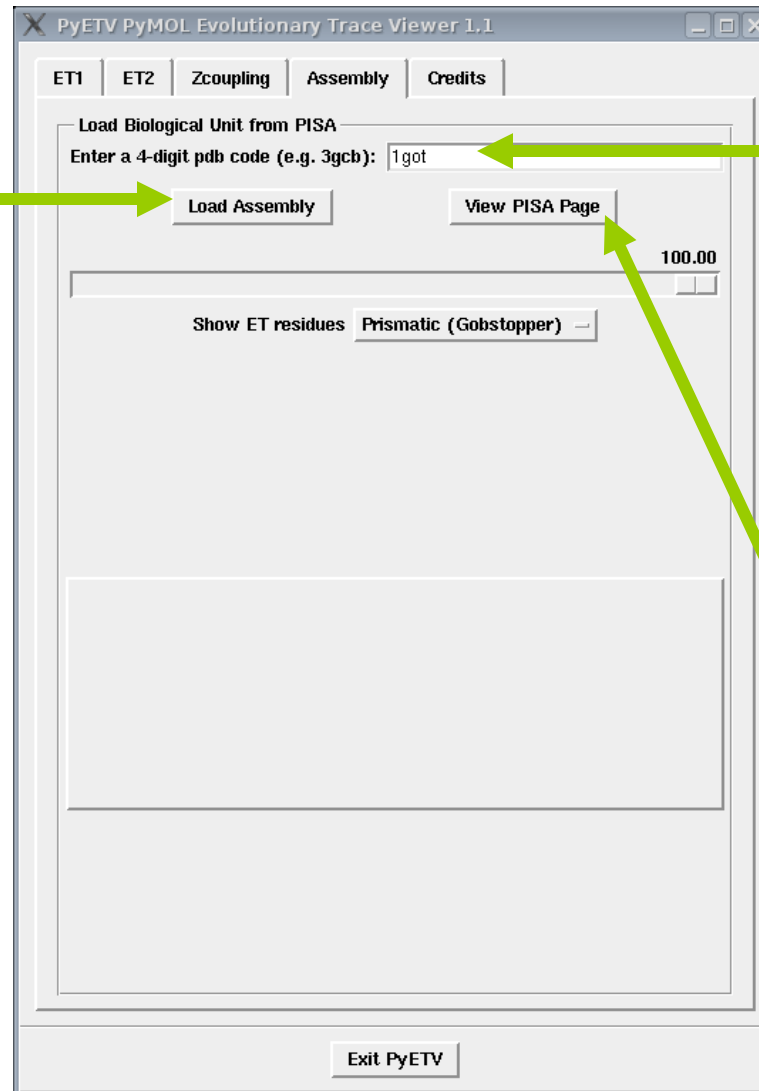 PyETV PyMOL Evolutionary Trace Viewer 1.1
ET1 ET2 Zcoupling Assembly Credits
Load Biological Unit from PISA
Enter a 4-digit pdb code (e.g. 3gcb): 1got
Load Assembly View PISA Page
100.00
Show ET residues Prismatic (Gobstopper)
Exit PyETV